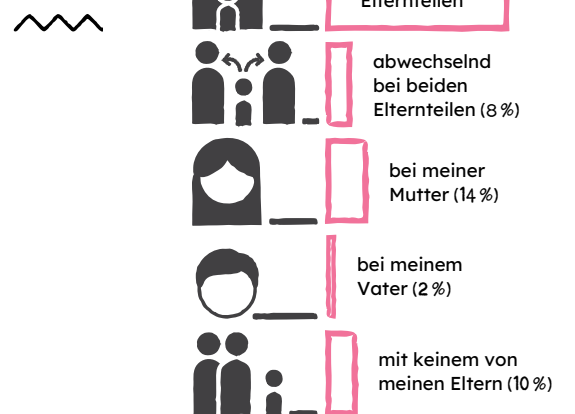 Elternteilen
abwechselnd
bei beiden
Elternteilen (8 %)
bei meiner
Mutter (14 %)
bei meinem
Vater (2 %)
mit keinem von
meinen Eltern (10 %)